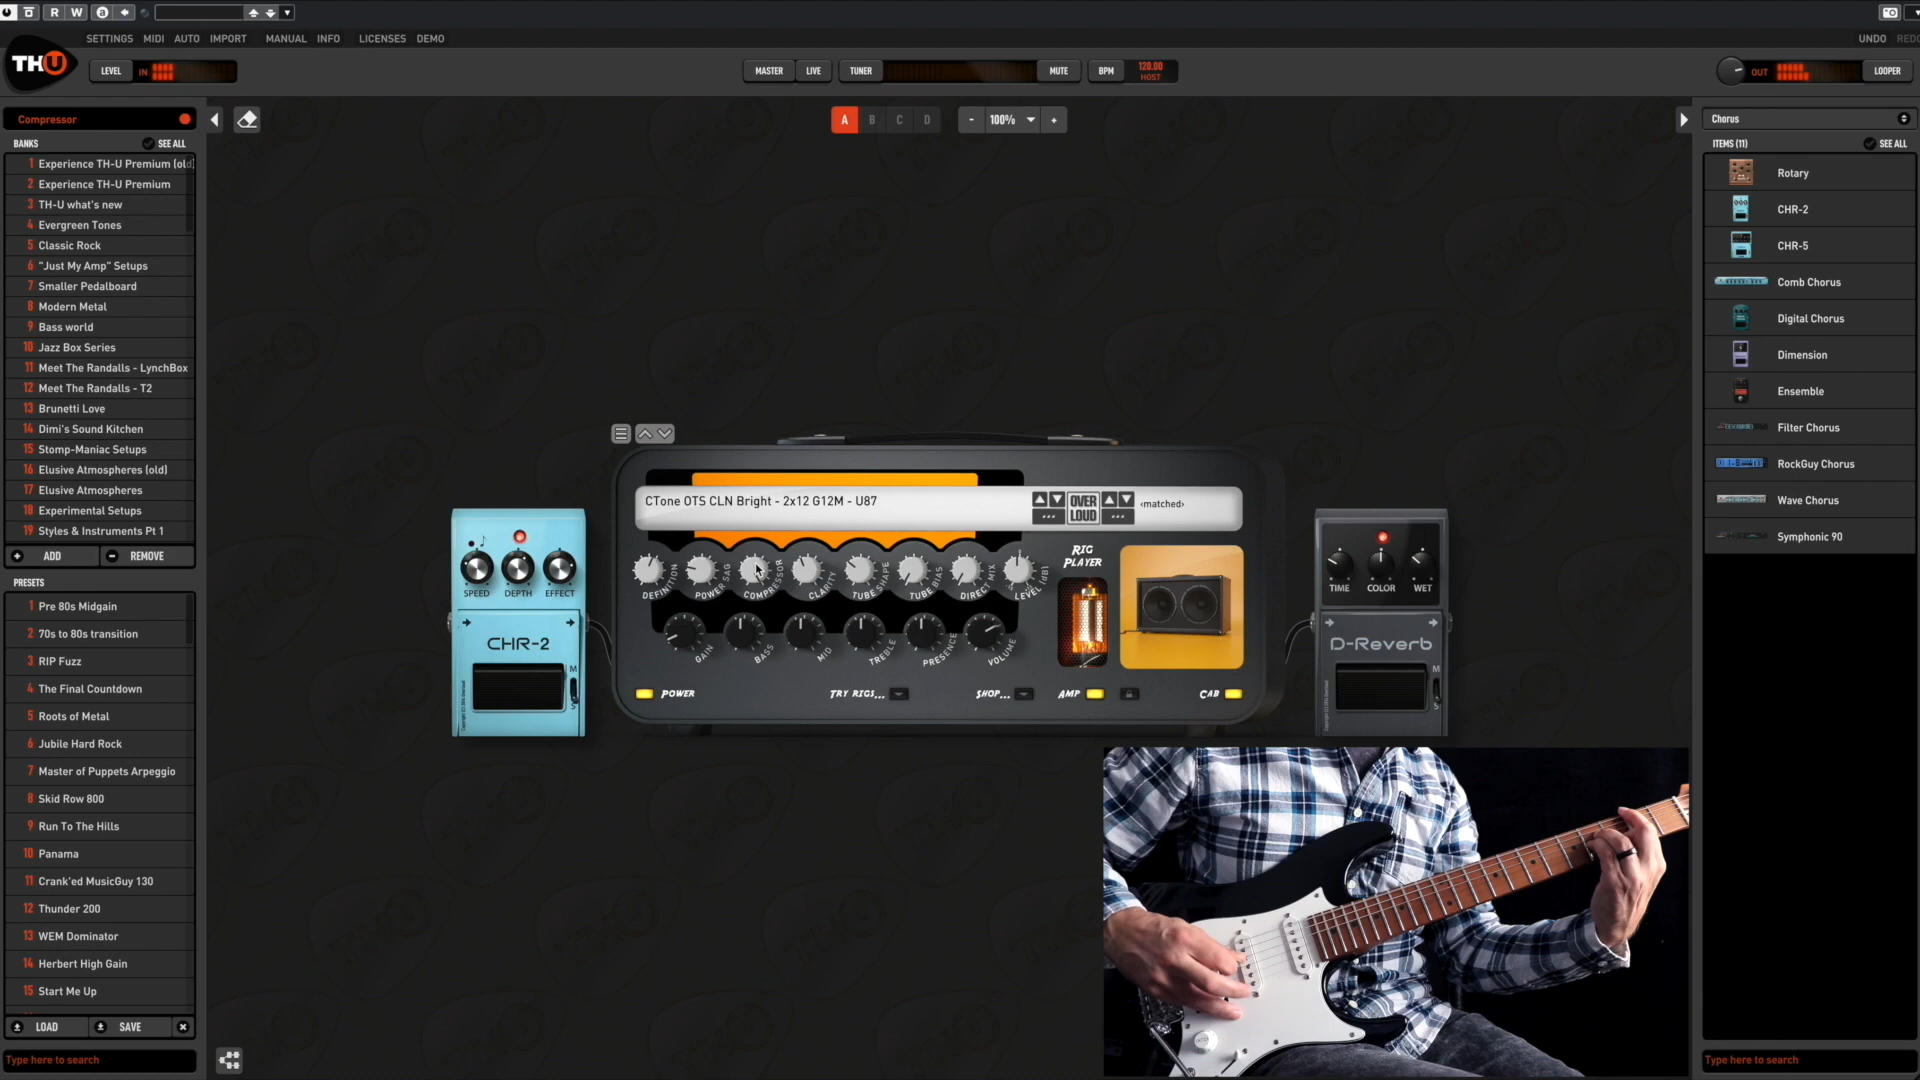 R W a
SETTINGS MIDI AUTO IMPORT MANUAL INFO LICENSES DEMO UNDO REDO
THU
LEVEL IN MASTER LIVE TUNER MUTE BPM 120.00 HOST OUT LOOPER
Compressor
A B C D - 100% +
Chorus
BANKS SEE ALL
ITEMS (11) SEE ALL
1 Experience TH-U Premium (old)
2 Experience TH-U Premium
3 TH-U what's new
4 Evergreen Tones
5 Classic Rock
6 "Just My Amp" Setups
7 Smaller Pedalboard
8 Modern Metal
9 Bass world
10 Jazz Box Series
11 Meet The Randalls - LynchBox
12 Meet The Randalls - T2
13 Brunetti Love
14 Dimi's Sound Kitchen
15 Stomp-Maniac Setups
16 Elusive Atmospheres (old)
17 Elusive Atmospheres
18 Experimental Setups
19 Styles & Instruments Pt 1
+ ADD - REMOVE
PRESETS
1 Pre 80s Midgain
2 70s to 80s transition
3 RIP Fuzz
4 The Final Countdown
5 Roots of Metal
6 Jubile Hard Rock
7 Master of Puppets Arpeggio
8 Skid Row 800
9 Run To The Hills
10 Panama
11 Crank'ed MusicGuy 130
12 Thunder 200
13 WEM Dominator
14 Herbert High Gain
15 Start Me Up
LOAD SAVE
Type here to search
CTone OTS CLN Bright - 2x12 G12M - U87
OVER LOUD
‹matched›
SPEED DEPTH EFFECT
CHR-2
M
S
DEFINITION POWER SAG COMPRESSOR CLARITY TUBE SHAPE TUBE BIAS DIRECT MIX LEVEL (dB)
GAIN BASS MID TREBLE PRESENCE VOLUME
RIG PLAYER
POWER TRY RIGS... SHOP... AMP CAB
TIME COLOR WET
D-Reverb
M
S
Rotary
CHR-2
CHR-5
Comb Chorus
Digital Chorus
Dimension
Ensemble
Filter Chorus
RockGuy Chorus
Wave Chorus
Symphonic 90
Type here to search